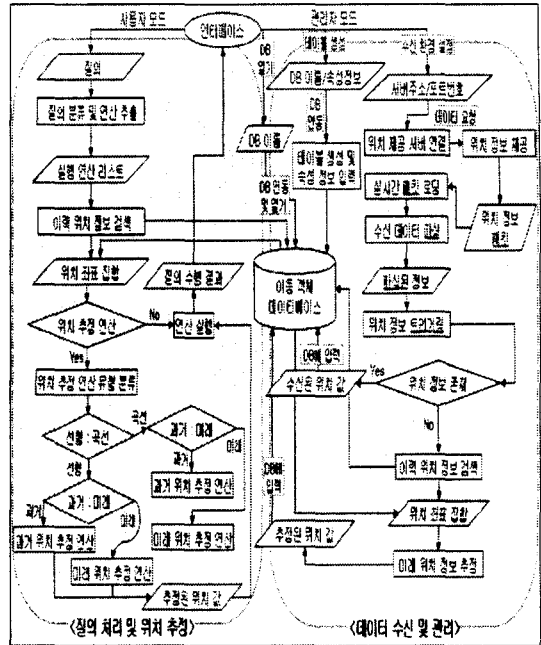 사용자 모드
인터페이스
관리자 모드
DB 열기
테이블 생성
수신 환경 설정
질의
DB 이름/속성정보
서버주소/포트번호
질의 분류 및 연산 추출
DB 이름
DB 연동
데이터 요청
테이블 생성 및
속성 정보 입력
위치 제공 서버 연결
위치 정보 제공
실행 연산 리스트
DB 연동
및 열기
실시간 패킷 로딩
위치 정보
패킷
이력 위치 정보 검색
수신 데이터 파싱
위치 좌표 집합
질의 수행 결과
이동 객체
데이터베이스
파싱된 정보
위치 추정 연산
No
연산 실행
위치 정보 트리거링
Yes
DB에 입력
위치 추정 연산 유형 분류
수신된 위치 값
Yes
위치 정보 존재
No
선형 : 곡선
곡선
과거 : 미래
미래
선형
과거
과거 위치 추정 연산
DB에
입력
이력 위치 정보 검색
과거 : 미래
과거
미래
위치 좌표 집합
과거 위치 추정 연산
미래 위치 추정 연산
추정된 위치 값
미래 위치 추정 연산
미래 위치 정보 추정
추정된 위치 값
<질의 처리 및 위치 추정>
<데이터 수신 및 관리>